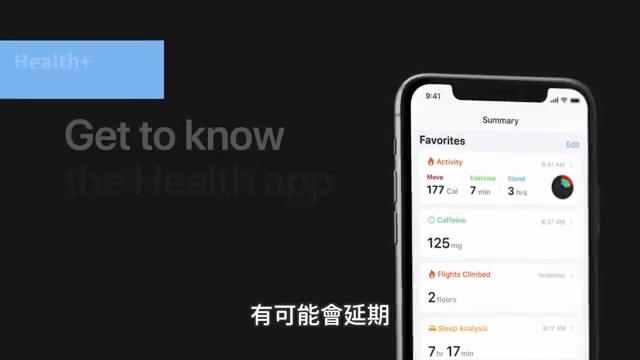 Health+
Get to know
the Health app
9:41
Summary
Favorites
Edit
Activity
9:41 AM
Move
Exercise
Stand
177 Cal
7 min
3 hrs
Caffeine
8:37 AM
125 mg
Flights Climbed
Yesterday
2 floors
Sleep Analysis
8:17 AM
7 hr 17 min
有可能會延期